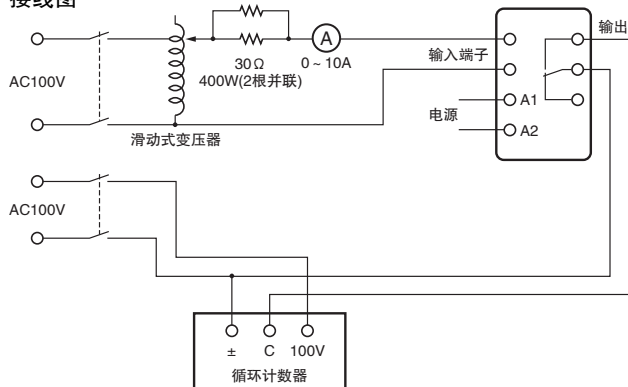 接线图
AC100V
30Ω
400W(2根并联)
A
0 ~ 10A
滑动式变压器
输入端子
电源
A1
A2
输出
AC100V
± C 100V
循环计数器